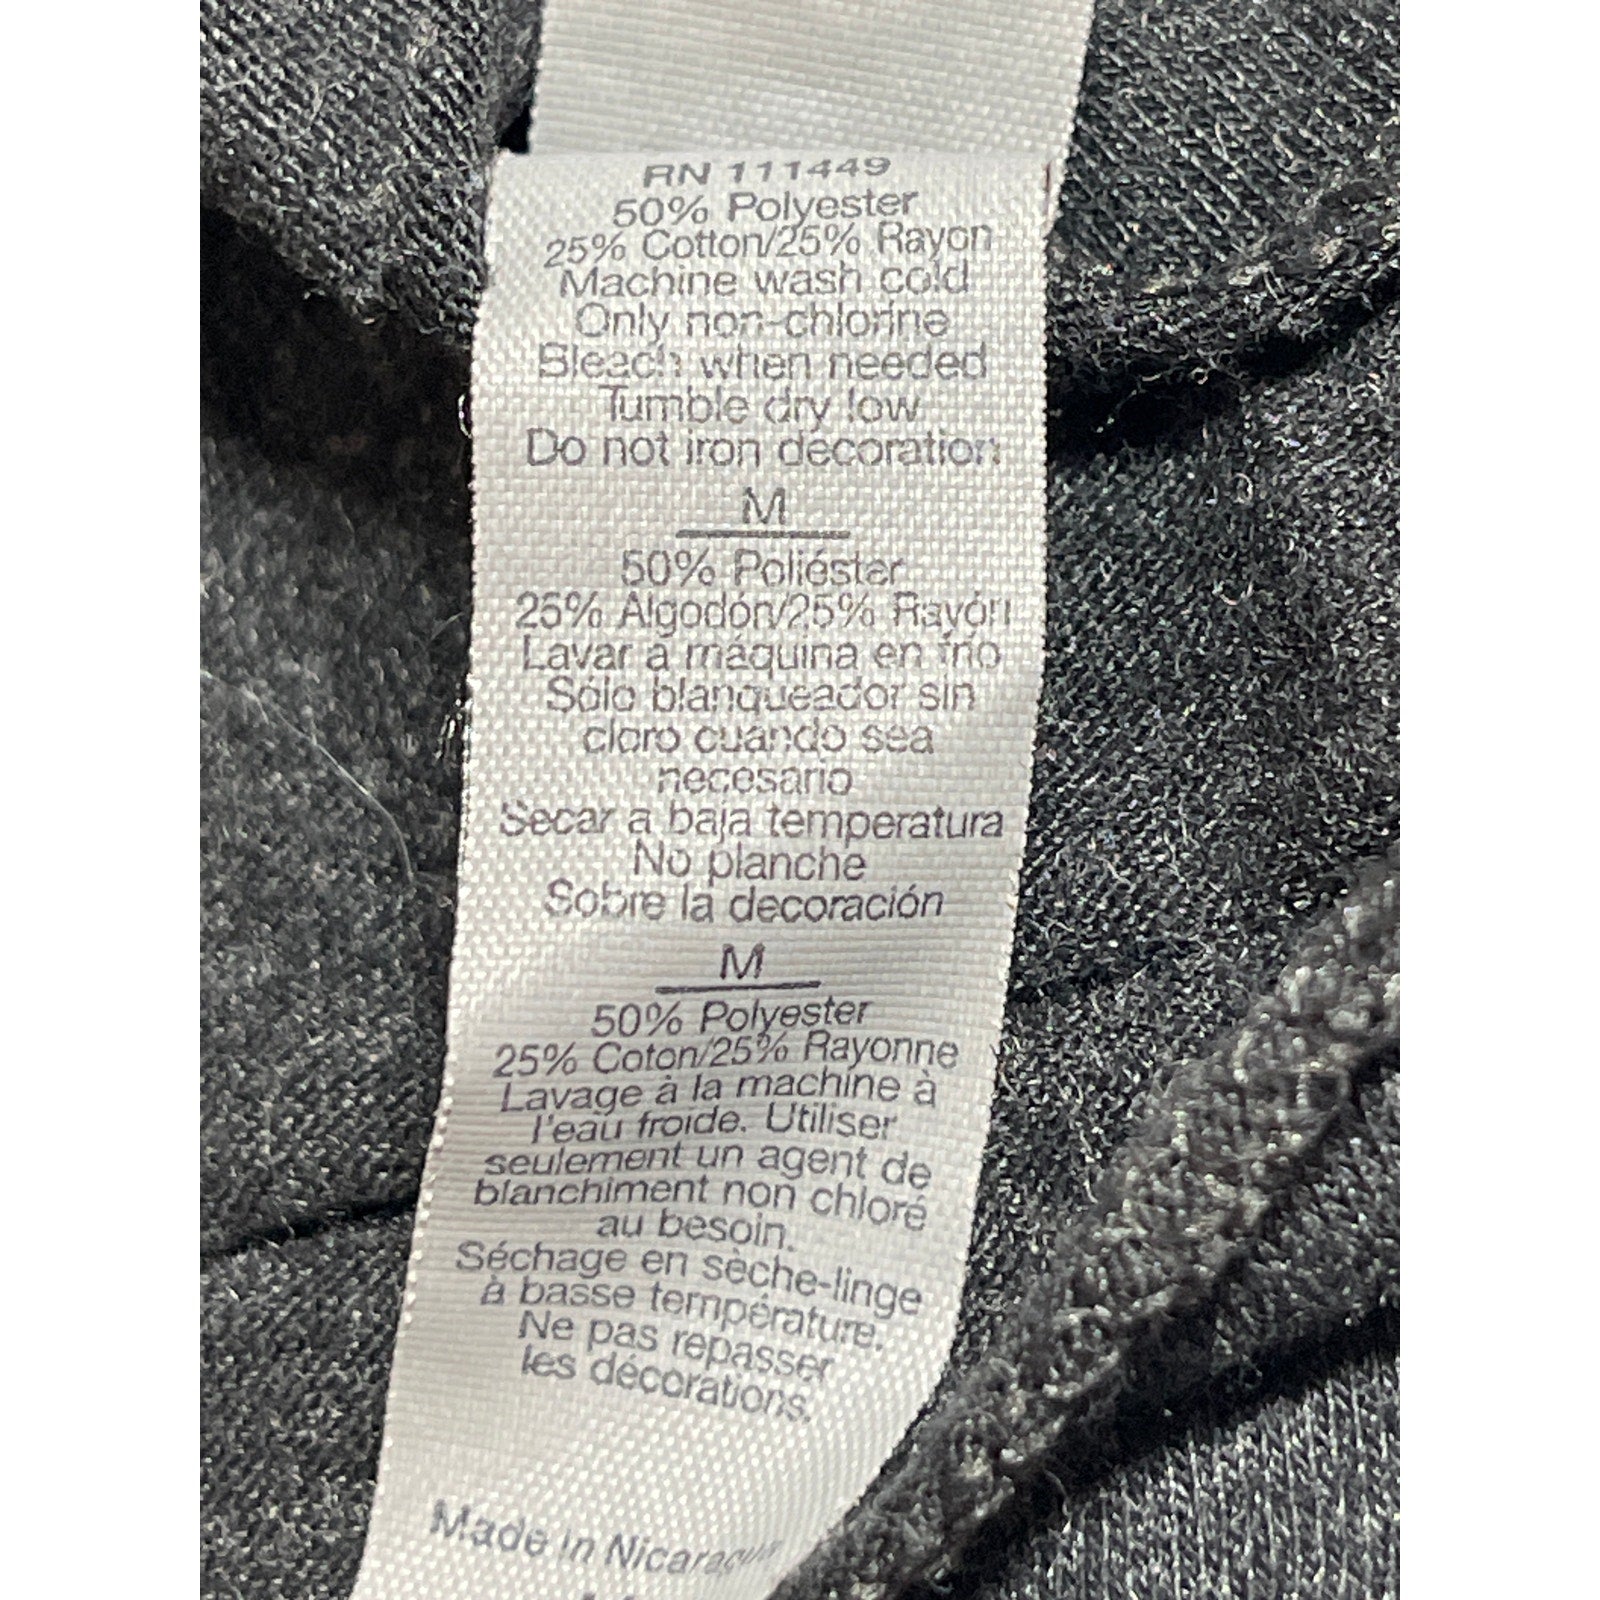 RN 111449
50% Polyester
25% Cotton/25% Rayon
Machine wash cold
Only non-chlorine
Bleach when needed
Tumble dry low
Do not iron decoration
M
50% Poliéster
25% Algodón/25% Rayón
Lavar a máquina en frío
Sólo blanqueador sin
cloro cuando sea
necesario
Secar a baja temperatura
No planche
Sobre la decoración
M
50% Polyester
25% Coton/25% Rayonne
Lavage à la machine à
l'eau froide. Utiliser
seulement un agent de
blanchiment non chloré
au besoin.
Séchage en sèche-linge
à basse température.
Ne pas repasser
les décorations.
Made in Nicaragua